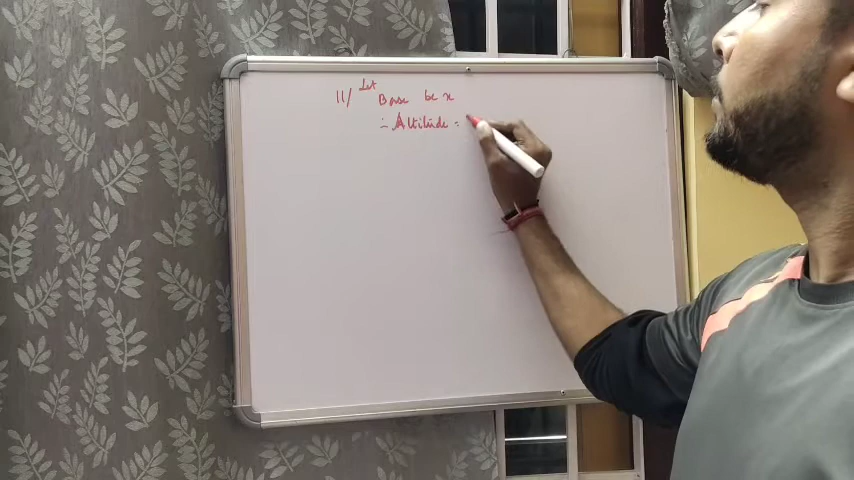 11/ Let Base be x
∴ Altitude =